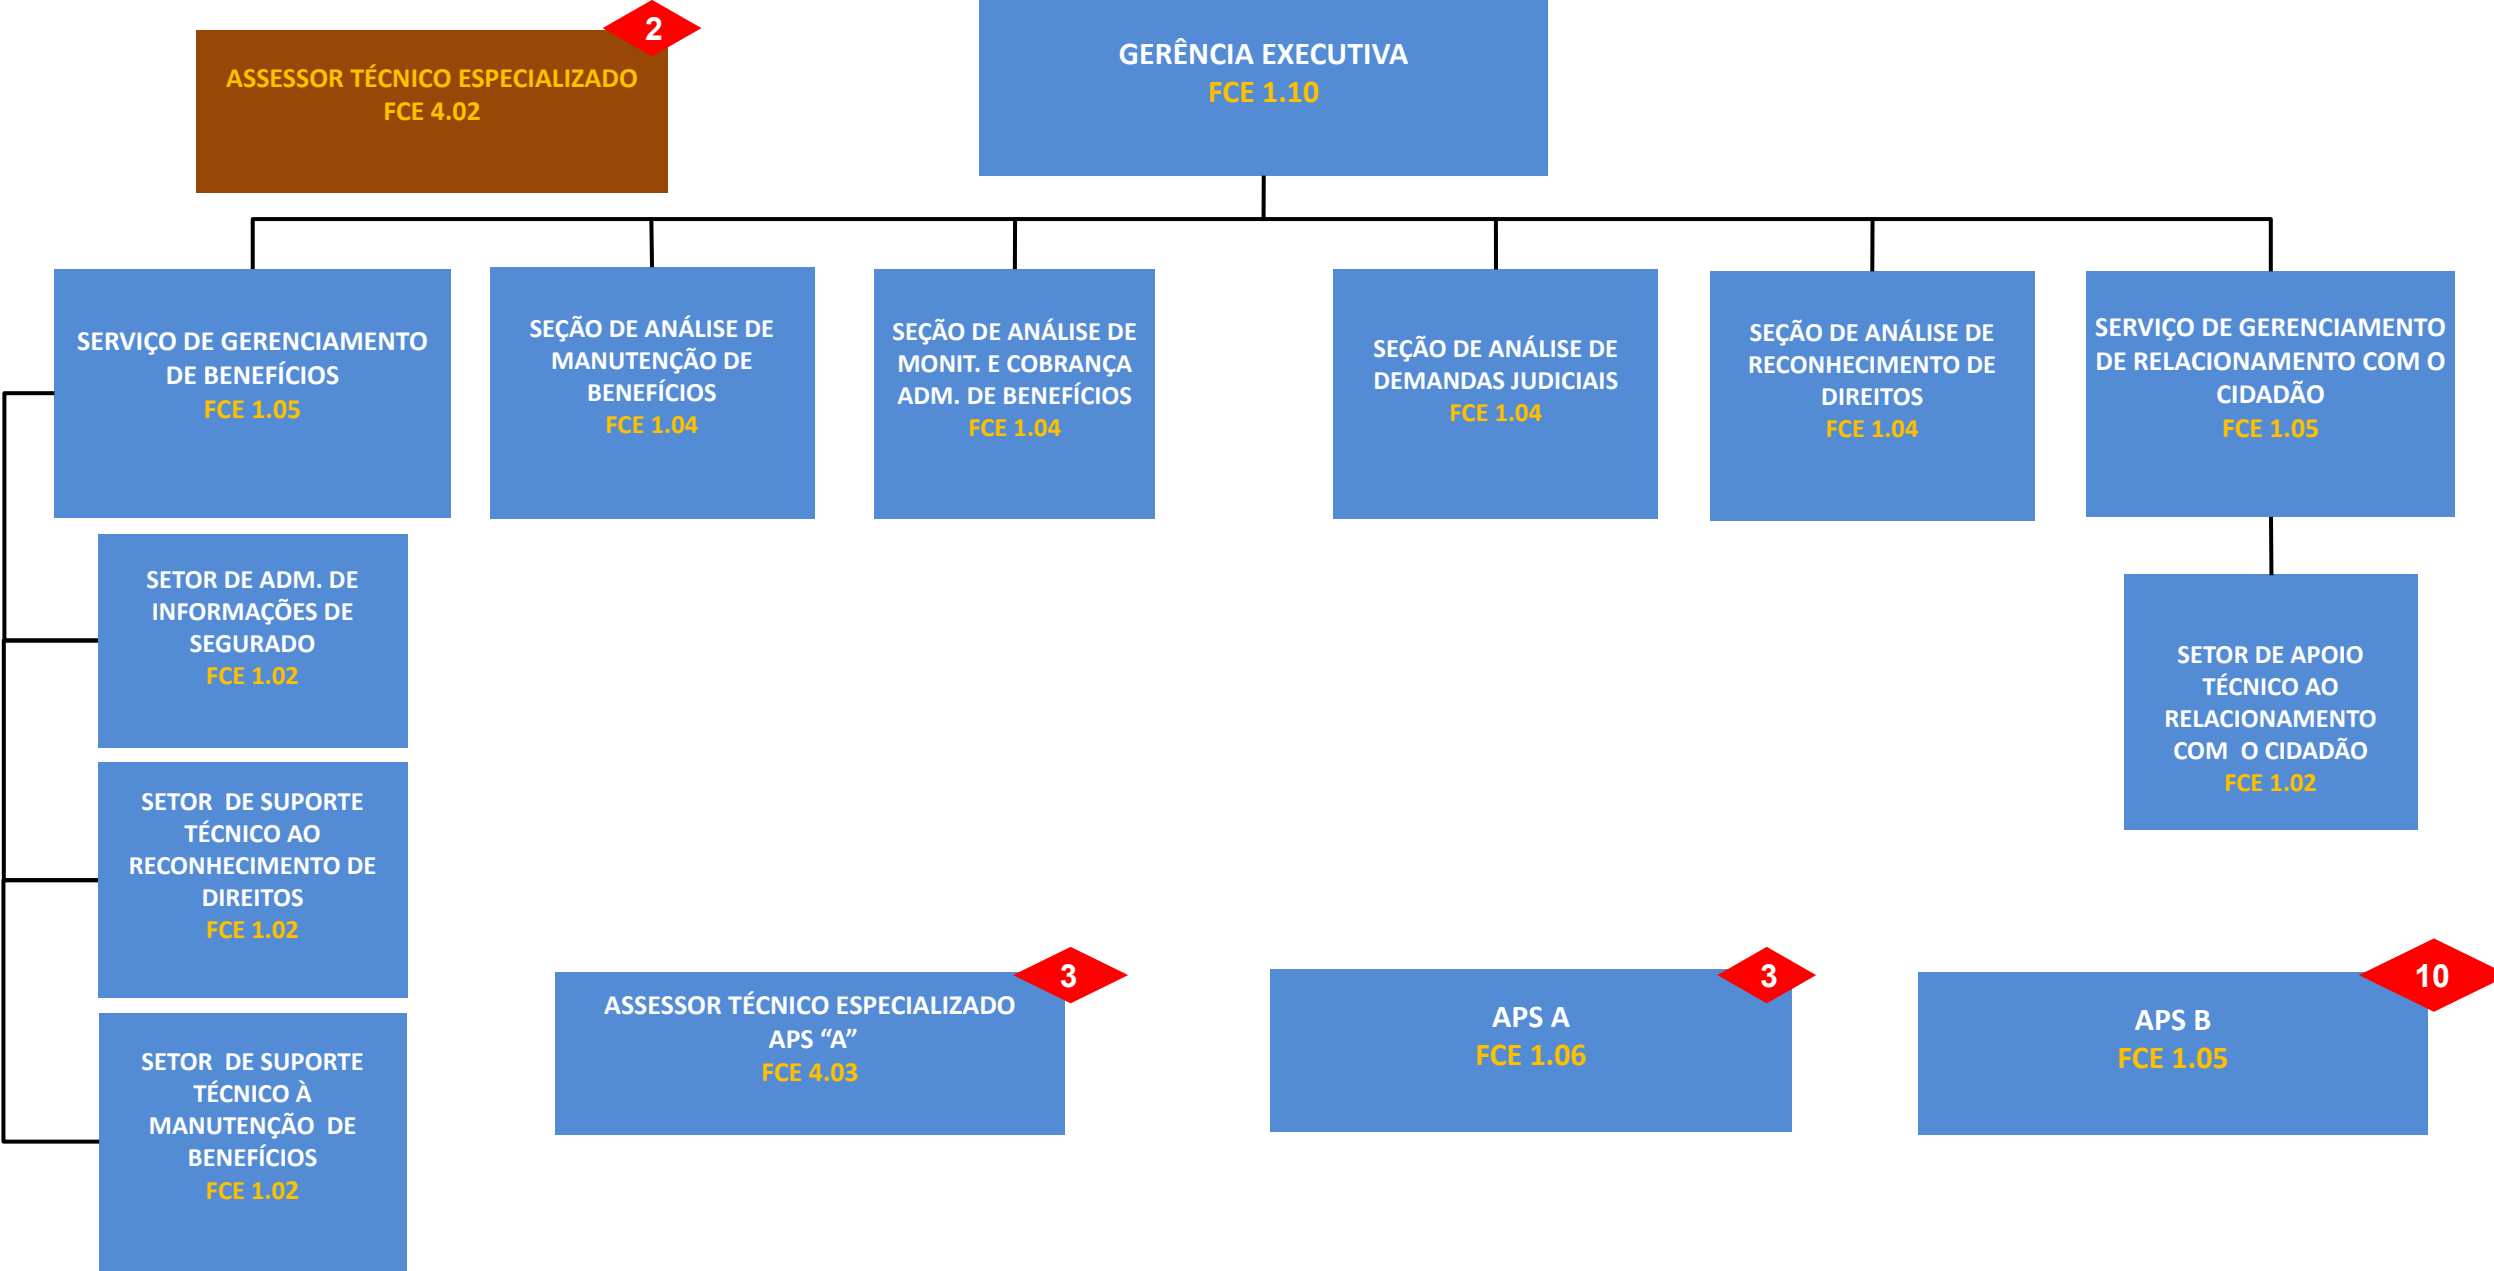 2
ASSESSOR TÉCNICO ESPECIALIZADO
FCE 4.02
GERÊNCIA EXECUTIVA
FCE 1.10
SERVIÇO DE GERENCIAMENTO
DE BENEFÍCIOS
FCE 1.05
SEÇÃO DE ANÁLISE DE
MANUTENÇÃO DE
BENEFÍCIOS
FCE 1.04
SEÇÃO DE ANÁLISE DE
MONIT. E COBRANÇA
ADM. DE BENEFÍCIOS
FCE 1.04
SEÇÃO DE ANÁLISE DE
DEMANDAS JUDICIAIS
FCE 1.04
SEÇÃO DE ANÁLISE DE
RECONHECIMENTO DE
DIREITOS
FCE 1.04
SERVIÇO DE GERENCIAMENTO
DE RELACIONAMENTO COM O
CIDADÃO
FCE 1.05
SETOR DE ADM. DE
INFORMAÇÕES DE
SEGURADO
FCE 1.02
SETOR DE APOIO
TÉCNICO AO
RELACIONAMENTO
COM O CIDADÃO
FCE 1.02
SETOR DE SUPORTE
TÉCNICO AO
RECONHECIMENTO DE
DIREITOS
FCE 1.02
SETOR DE SUPORTE
TÉCNICO À
MANUTENÇÃO DE
BENEFÍCIOS
FCE 1.02
3
ASSESSOR TÉCNICO ESPECIALIZADO
APS “A”
FCE 4.03
3
APS A
FCE 1.06
10
APS B
FCE 1.05